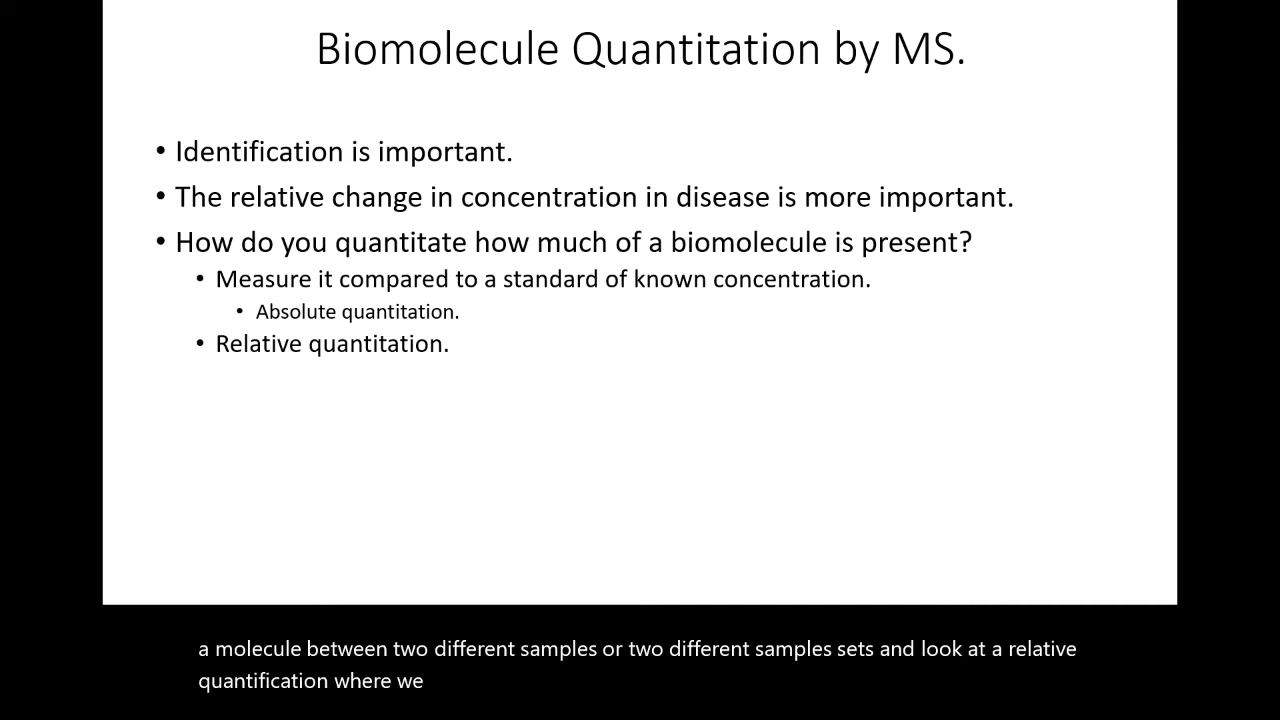 Biomolecule Quantitation by MS.
• Identification is important.
• The relative change in concentration in disease is more important.
• How do you quantitate how much of a biomolecule is present?
• Measure it compared to a standard of known concentration.
• Absolute quantitation.
• Relative quantitation.
a molecule between two different samples or two different samples sets and look at a relative
quantification where we